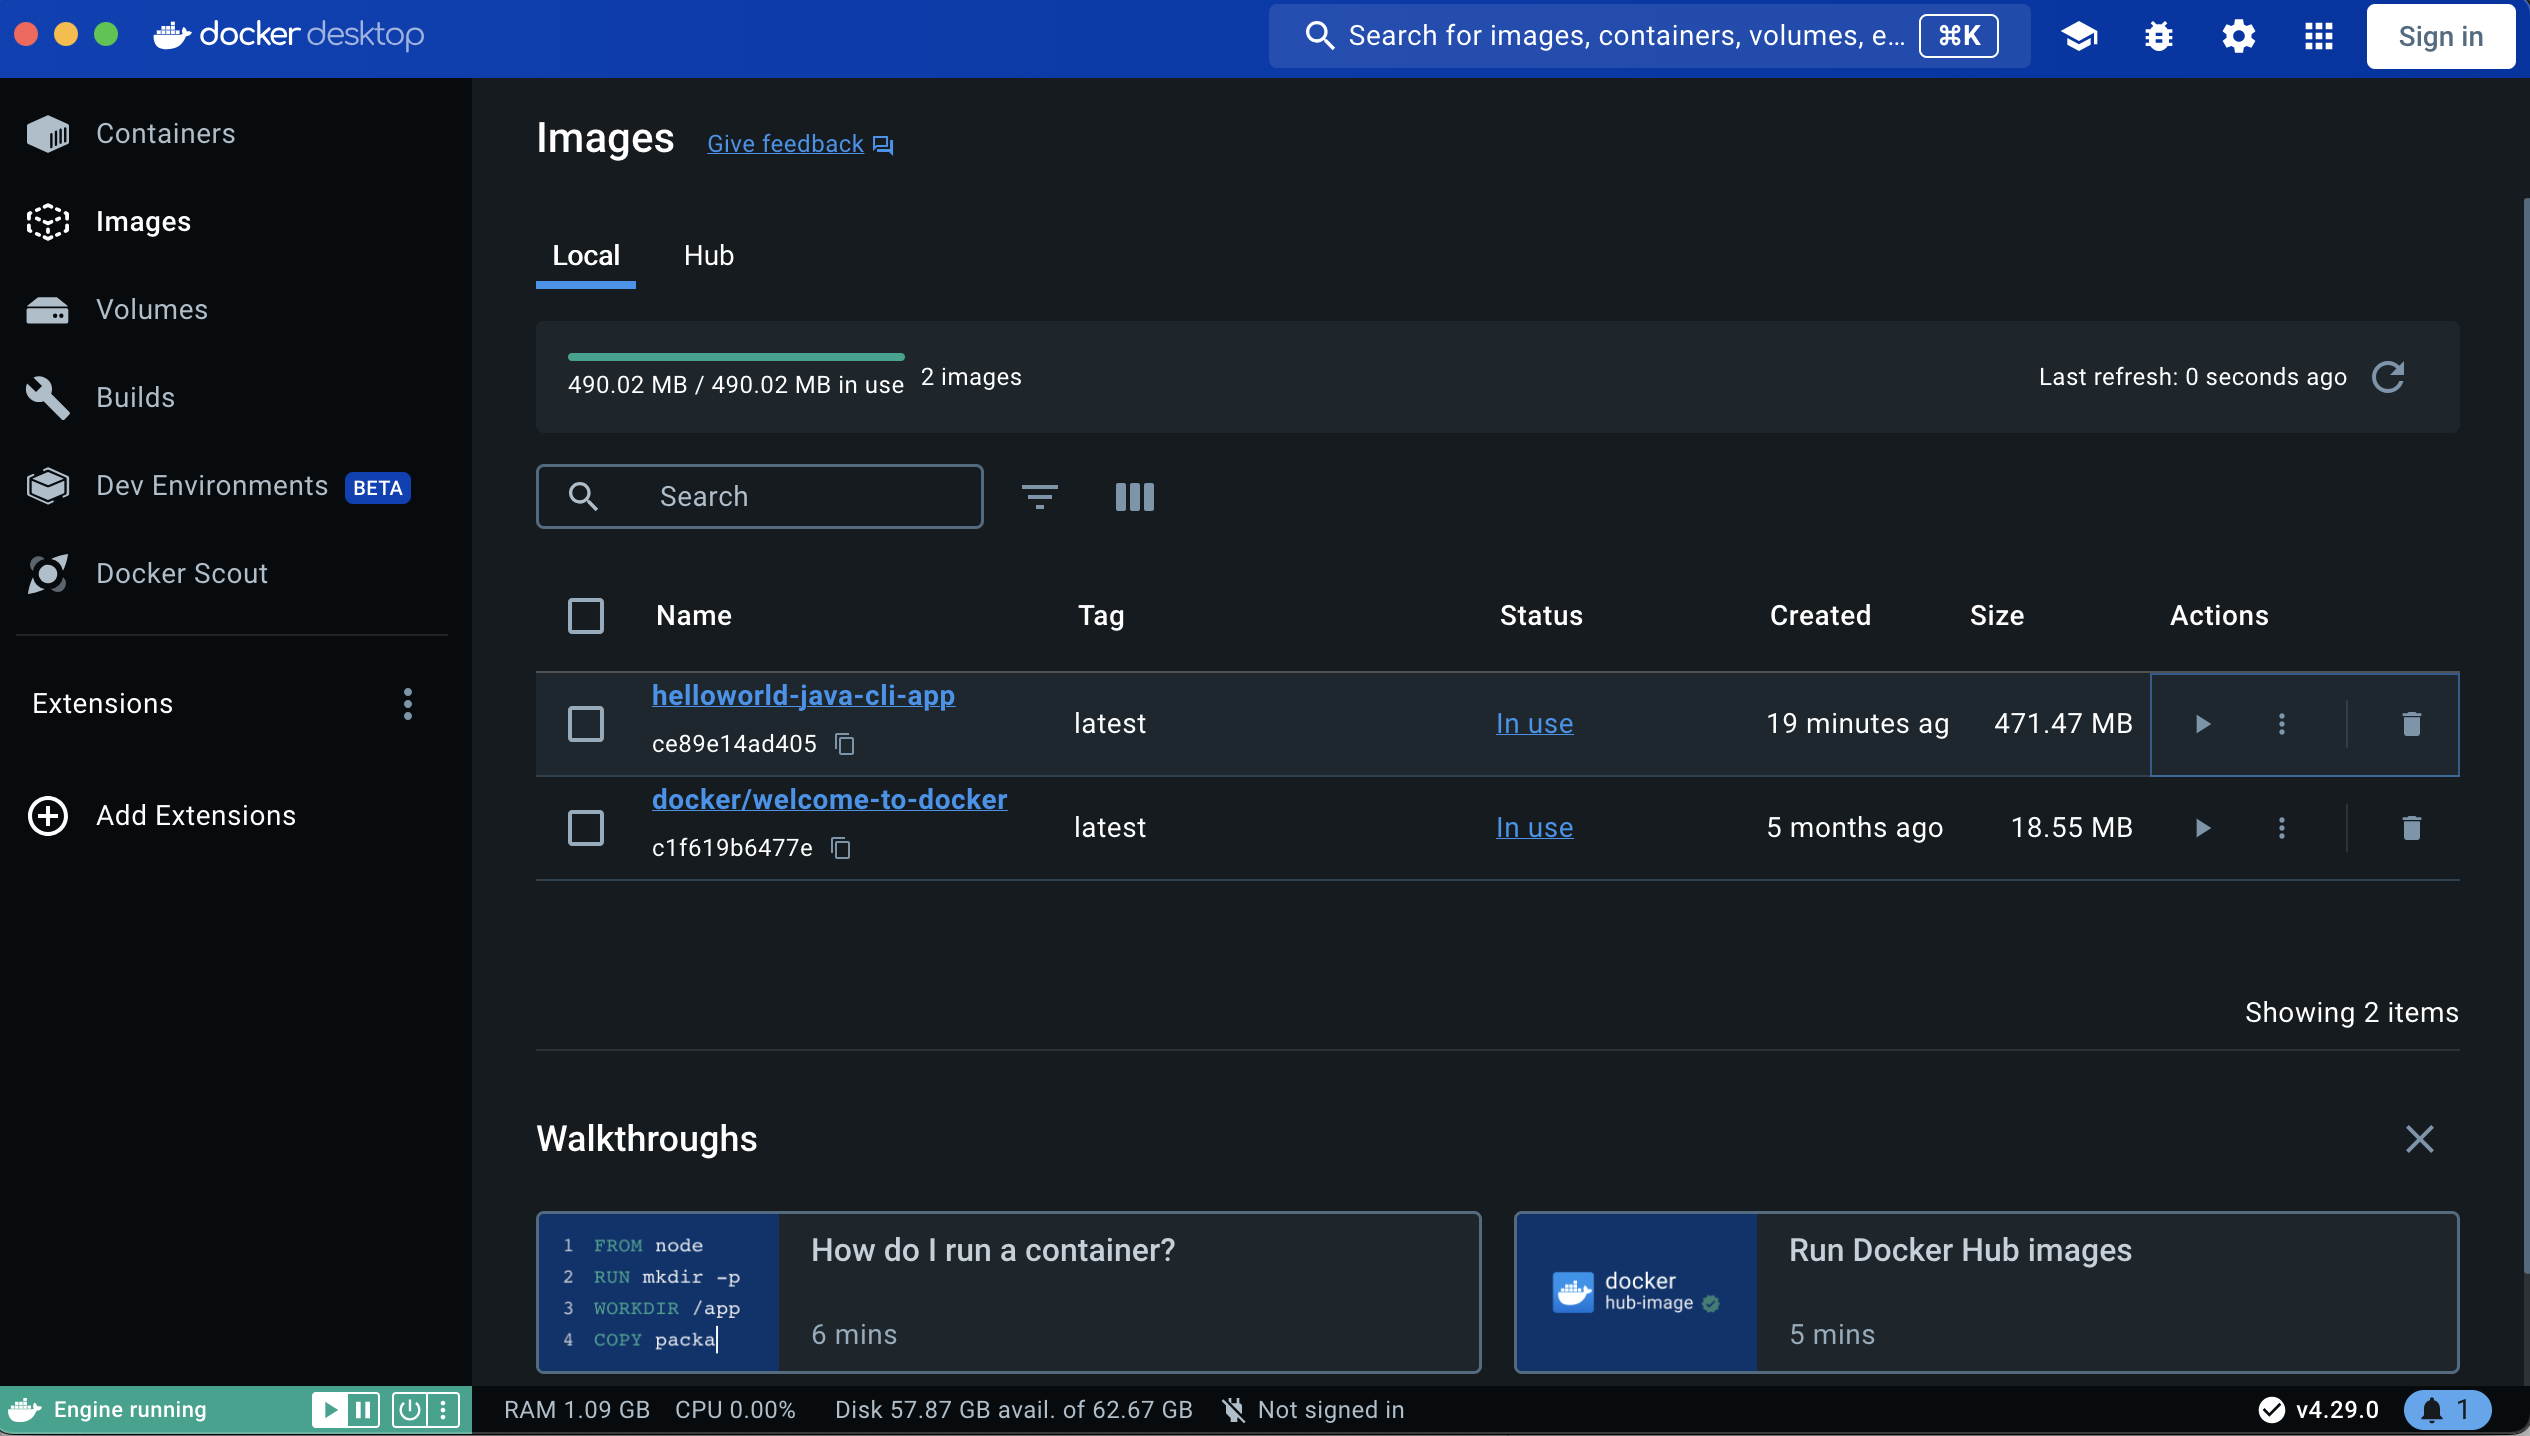 docker desktop
Search for images, containers, volumes, e...
⌘K
Sign in
Containers
Images
Volumes
Builds
Dev Environments BETA
Docker Scout
Extensions
Add Extensions
Images Give feedback
Local Hub
490.02 MB / 490.02 MB in use 2 images
Last refresh: 0 seconds ago
Search
Name Tag Status Created Size Actions
helloworld-java-cli-app
ce89e14ad405
latest In use 19 minutes ag 471.47 MB
docker/welcome-to-docker
c1f619b6477e
latest In use 5 months ago 18.55 MB
Showing 2 items
Walkthroughs
1 FROM node
2 RUN mkdir -p
3 WORKDIR /app
4 COPY packa
How do I run a container?
6 mins
docker
hub-image
Run Docker Hub images
5 mins
Engine running
RAM 1.09 GB CPU 0.00% Disk 57.87 GB avail. of 62.67 GB Not signed in
v4.29.0
1